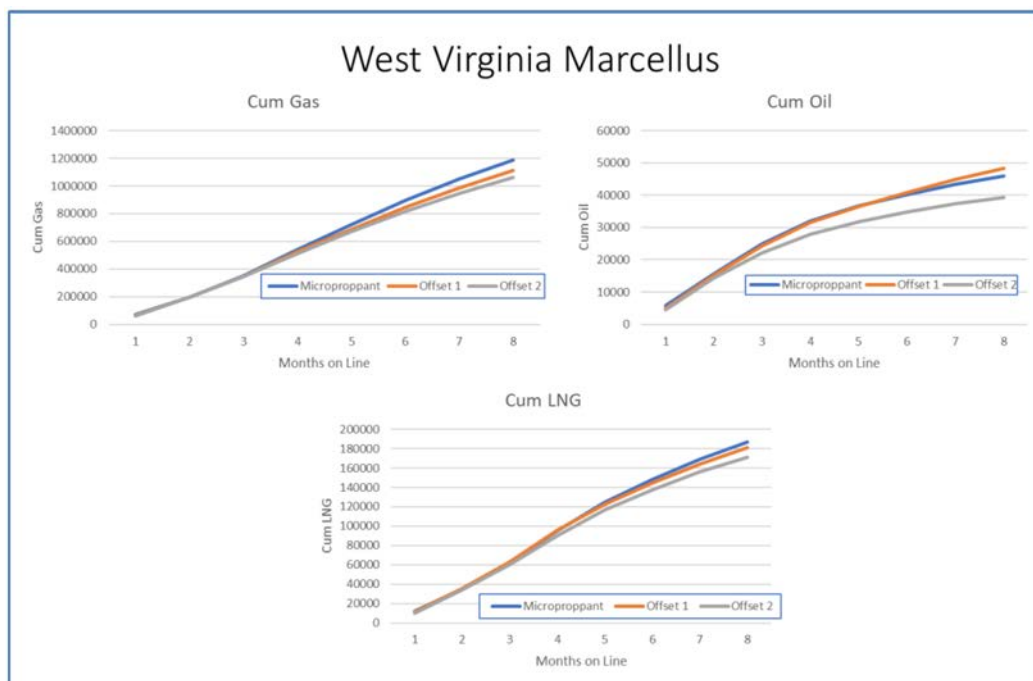 West Virginia Marcellus
Cum Gas
Cum Gas
1400000
1200000
1000000
800000
600000
400000
200000
0
Microproppant Offset 1 Offset 2
1 2 3 4 5 6 7 8
Months on Line
Cum Oil
Cum Oil
60000
50000
40000
30000
20000
10000
0
Microproppant Offset 1 Offset 2
1 2 3 4 5 6 7 8
Months on Line
Cum LNG
Cum LNG
200000
180000
160000
140000
120000
100000
80000
60000
40000
20000
0
Microproppant Offset 1 Offset 2
1 2 3 4 5 6 7 8
Months on Line